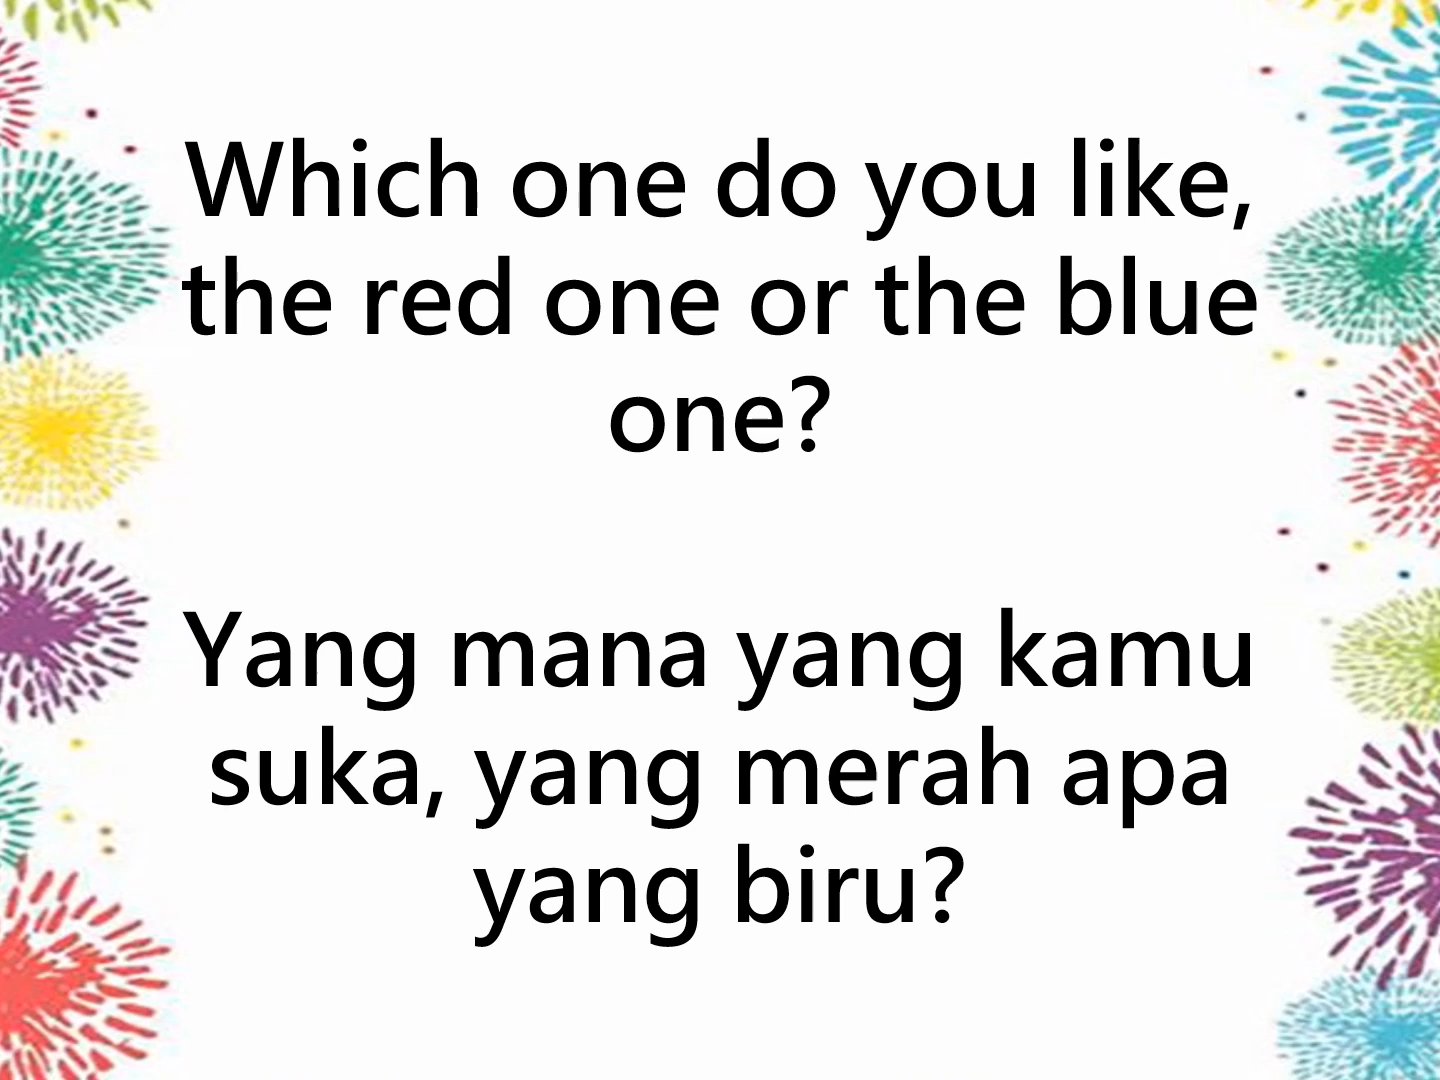 Which one do you like,
the red one or the blue
one?
Yang mana yang kamu
suka, yang merah apa
yang biru?